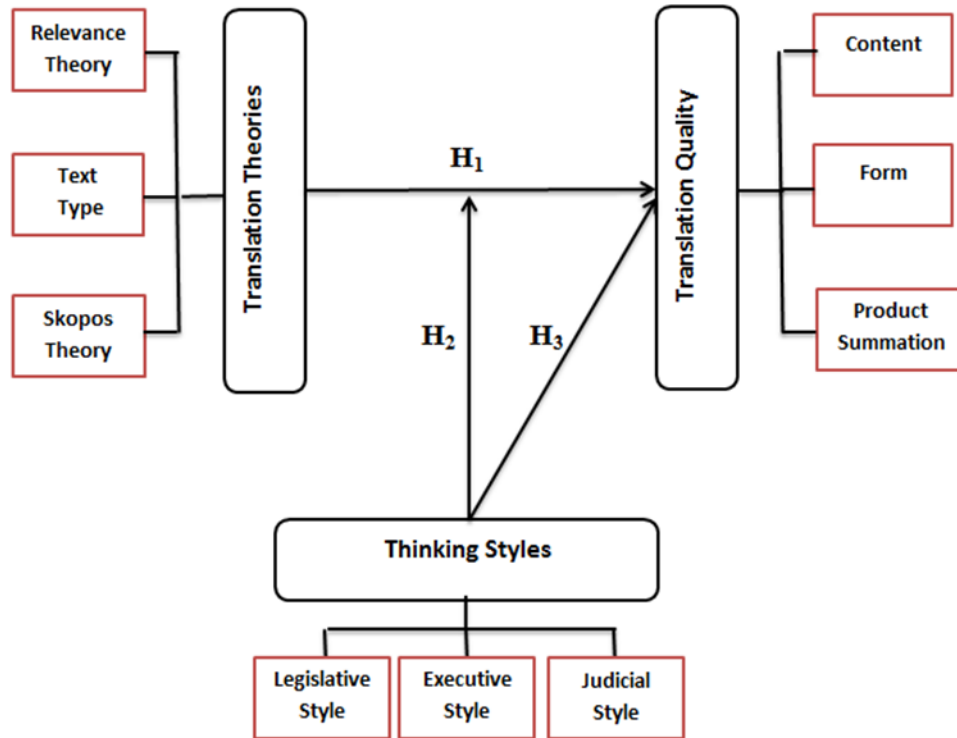 Relevance
Theory
Text
Type
Skopos
Theory
Translation Theories
H₁
H₂
H₃
Translation Quality
Content
Form
Product
Summation
Thinking Styles
Legislative
Style
Executive
Style
Judicial
Style